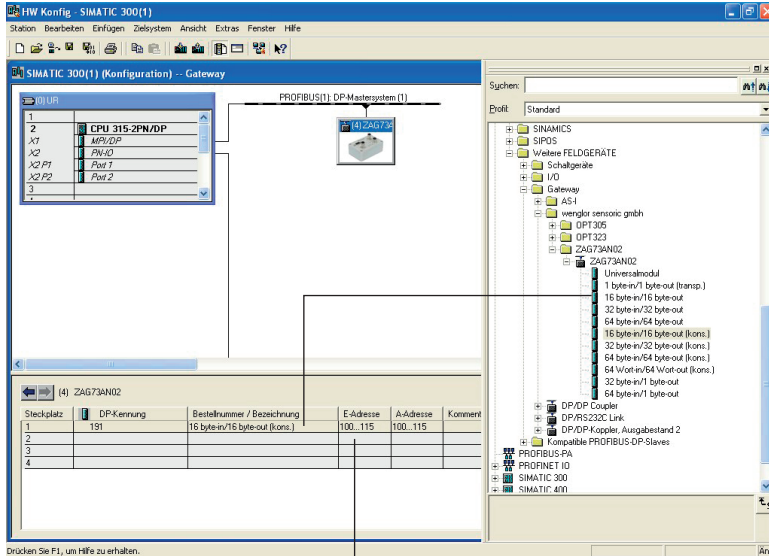 HW Konfig - SIMATIC 300(1)
Station Bearbeiten Einfügen Zielsystem Ansicht Extras Fenster Hilfe
SIMATIC 300(1) (Konfiguration) -- Gateway
(0) UR
1
2 CPU 315-2PN/DP
X1 MPI/DP
X2 PN-IO
X2 P1 Port 1
X2 P2 Port 2
3
PROFIBUS(1): DP-Mastersystem (1)
(4) ZAG73A
(4) ZAG73AN02
Steckplatz DP-Kennung Bestellnummer / Bezeichnung E-Adresse A-Adresse Komment
1 191 16 byte-in/16 byte-out (kons.) 100...115 100...115
2
3
4
Suchen:
Profil: Standard
SINAMICS
SIPOS
Weitere FELDGERÄTE
Schaltgeräte
I/O
Gateway
AS-I
wenglor sensoric gmbh
OPT305
OPT323
ZAG73AN02
ZAG73AN02
Universalmodul
1 byte-in/1 byte-out (transp.)
16 byte-in/16 byte-out
32 byte-in/32 byte-out
64 byte-in/64 byte-out
16 byte-in/16 byte-out (kons.)
32 byte-in/32 byte-out (kons.)
64 byte-in/64 byte-out (kons.)
64 Wort-in/64 Wort-out (kons.)
32 byte-in/1 byte-out
64 byte-in/1 byte-out
DP/DP Coupler
DP/RS232C Link
DP/DP-Koppler, Ausgabestand 2
Kompatible PROFIBUS-DP-Slaves
PROFIBUS-PA
PROFINET IO
SIMATIC 300
SIMATIC 400
Drücken Sie F1, um Hilfe zu erhalten.